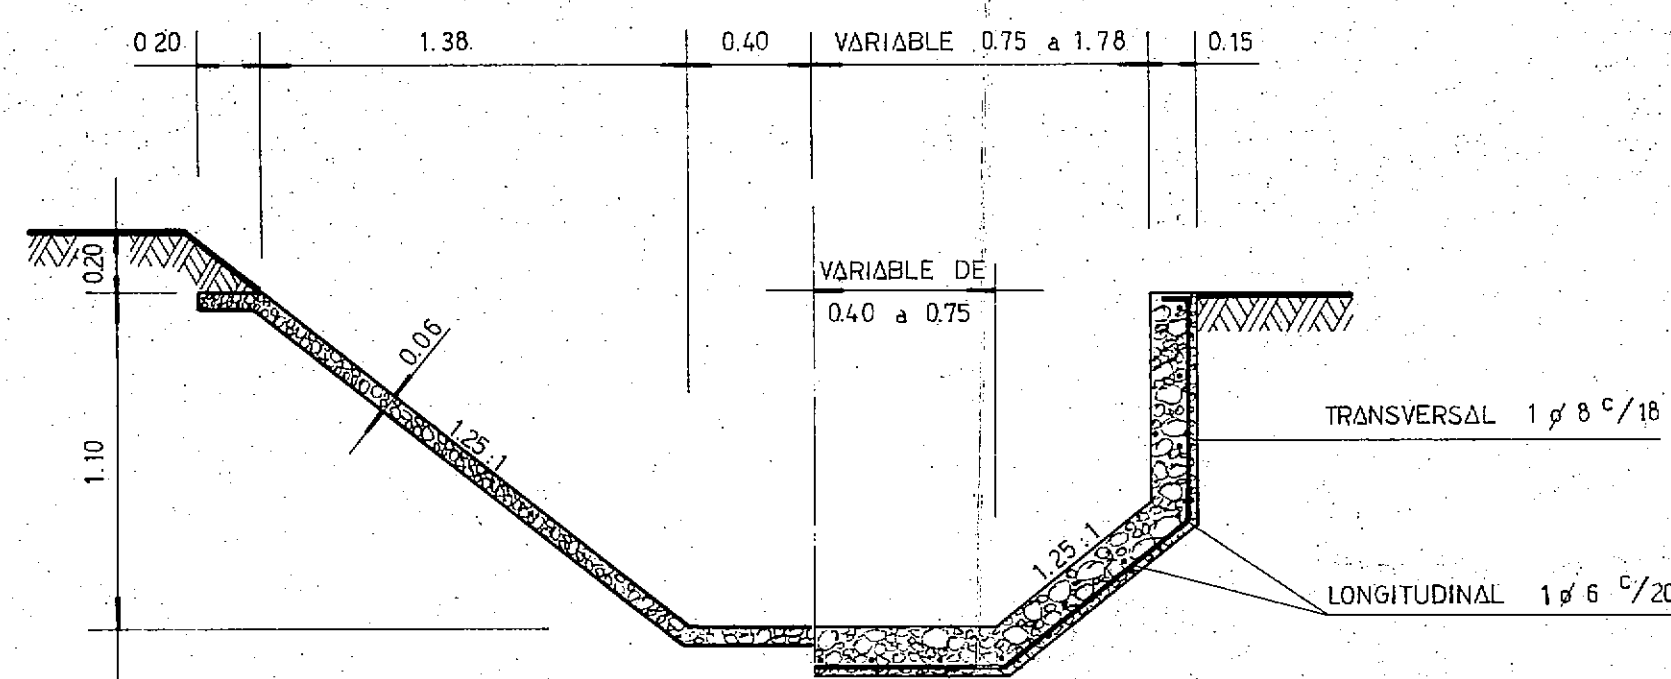 0 20
1.38.
0.40
VARIABLE 0.75 a 1.78
0.15
0.20
VARIABLE DE
0.40 a 0.75
0.06
1.10
1.25:1
1.25:1
TRANSVERSAL 1 ø 8 c/18
LONGITUDINAL 1 ø 6 c/20